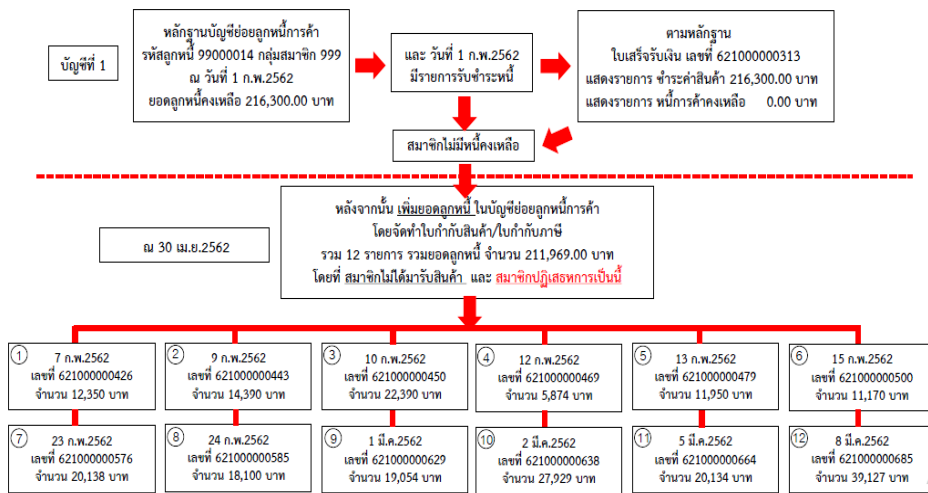 บัญชีที่ 1
หลักฐานบัญชีย่อยลูกหนี้การค้า
รหัสลูกหนี้ 99000014 กลุ่มสมาชิก 999
ณ วันที่ 1 ก.พ.2562
ยอดลูกหนี้คงเหลือ 216,300.00 บาท
และ วันที่ 1 ก.พ.2562
มีรายการรับชำระหนี้
ตามหลักฐาน
ใบเสร็จรับเงิน เลขที่ 621000000313
แสดงรายการ ชำระค่าสินค้า 216,300.00 บาท
แสดงรายการ หนี้การค้าคงเหลือ 0.00 บาท
สมาชิกไม่มีหนี้คงเหลือ
ณ 30 เม.ย.2562
หลังจากนั้น เพิ่มยอดลูกหนี้ ในบัญชีย่อยลูกหนี้การค้า
โดยจัดทำใบกำกับสินค้า/ใบกำกับภาษี
รวม 12 รายการ รวมยอดลูกหนี้ จำนวน 211,969.00 บาท
โดยที่ สมาชิกไม่ได้มารับสินค้า และ สมาชิกปฏิเสธหการเป็นนี้
1 7 ก.พ.2562
เลขที่ 621000000426
จำนวน 12,350 บาท
2 9 ก.พ.2562
เลขที่ 621000000443
จำนวน 14,390 บาท
3 10 ก.พ.2562
เลขที่ 621000000450
จำนวน 22,390 บาท
4 12 ก.พ.2562
เลขที่ 621000000469
จำนวน 5,874 บาท
5 13 ก.พ.2562
เลขที่ 621000000479
จำนวน 11,950 บาท
6 15 ก.พ.2562
เลขที่ 621000000500
จำนวน 11,170 บาท
7 23 ก.พ.2562
เลขที่ 621000000576
จำนวน 20,138 บาท
8 24 ก.พ.2562
เลขที่ 621000000585
จำนวน 18,100 บาท
9 1 มี.ค.2562
เลขที่ 621000000629
จำนวน 19,054 บาท
10 2 มี.ค.2562
เลขที่ 621000000638
จำนวน 27,929 บาท
11 5 มี.ค.2562
เลขที่ 621000000664
จำนวน 20,134 บาท
12 8 มี.ค.2562
เลขที่ 621000000685
จำนวน 39,127 บาท